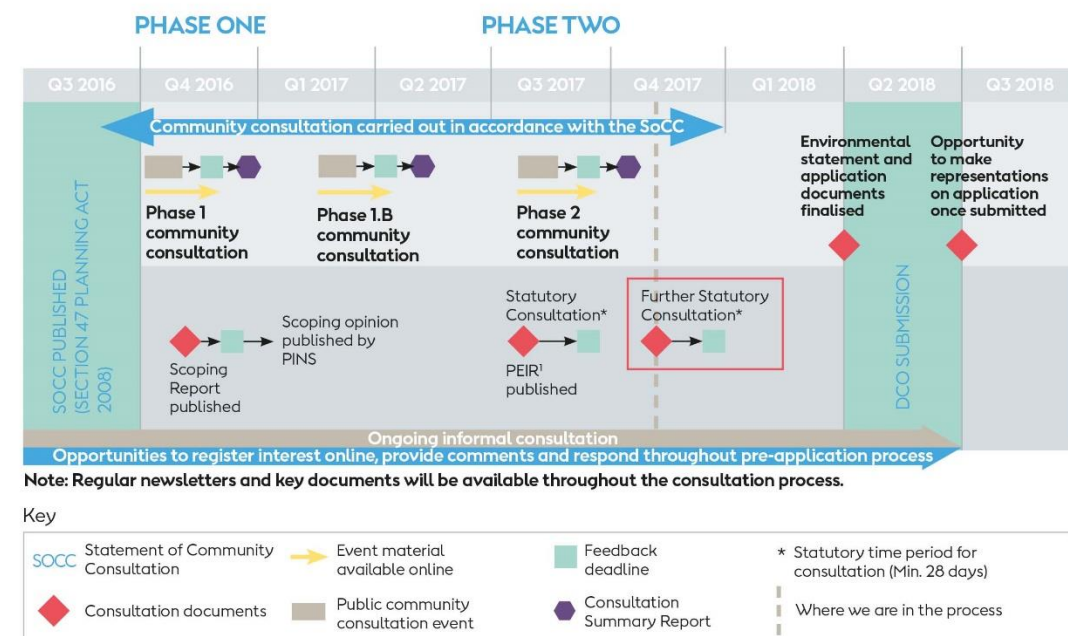 PHASE ONE
PHASE TWO
Q3 2016
Q4 2016
Q1 2017
Q2 2017
Q3 2017
Q4 2017
Q1 2018
Q2 2018
Q3 2018
SOCC PUBLISHED
(SECTION 47 PLANNING ACT
2008)
Community consultation carried out in accordance with the SoCC
Phase 1
community
consultation
Phase 1.B
community
consultation
Phase 2
community
consultation
Environmental
statement and
application
documents
finalised
Opportunity
to make
representations
on application
once submitted
Scoping
Report
published
Scoping opinion
published by
PINS
Statutory
Consultation*
PEIR¹
published
Further Statutory
Consultation*
DCO SUBMISSION
Ongoing informal consultation
Opportunities to register interest online, provide comments and respond throughout pre-application process
Note: Regular newsletters and key documents will be available throughout the consultation process.
Key
SOCC
Statement of Community
Consultation
Event material
available online
Feedback
deadline
* Statutory time period for
consultation (Min. 28 days)
Consultation documents
Public community
consultation event
Consultation
Summary Report
Where we are in the process